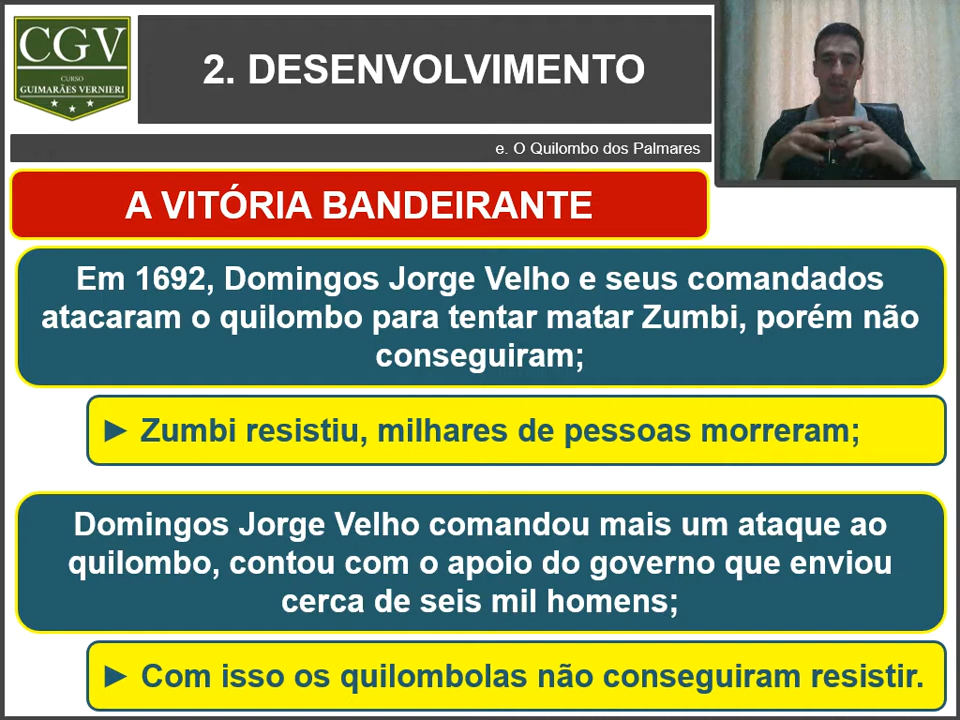 CGV
CURSO
GUIMARÃES VERNIERI
2. DESENVOLVIMENTO
e. O Quilombo dos Palmares
A VITÓRIA BANDEIRANTE
Em 1692, Domingos Jorge Velho e seus comandados
atacaram o quilombo para tentar matar Zumbi, porém não
conseguiram;
► Zumbi resistiu, milhares de pessoas morreram;
Domingos Jorge Velho comandou mais um ataque ao
quilombo, contou com o apoio do governo que enviou
cerca de seis mil homens;
► Com isso os quilombolas não conseguiram resistir.